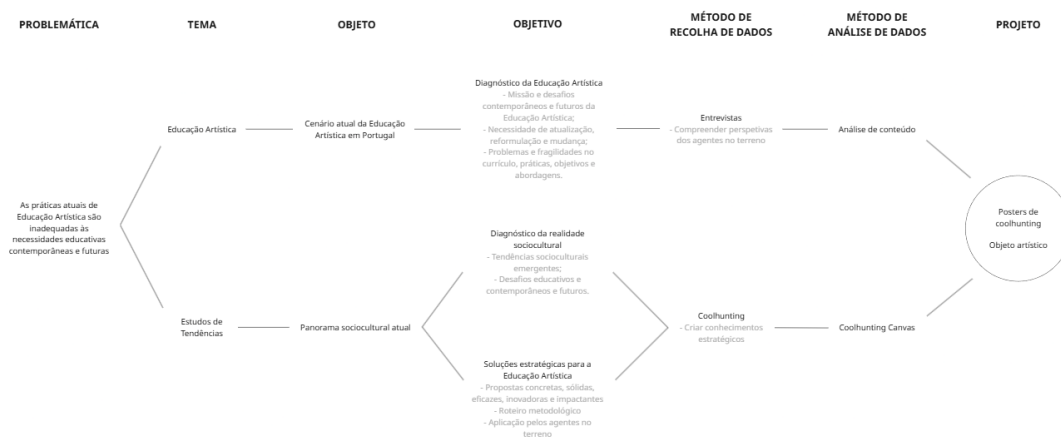 PROBLEMÁTICA
TEMA
OBJETO
OBJETIVO
MÉTODO DE
RECOLHA DE DADOS
MÉTODO DE
ANÁLISE DE DADOS
PROJETO
As práticas atuais de
Educação Artística são
inadequadas às
necessidades educativas
contemporâneas e futuras
Educação Artística
Cenário atual da Educação
Artística em Portugal
Diagnóstico da Educação Artística
- Missão e desafios
contemporâneos e futuros da
Educação Artística;
- Necessidade de atualização,
reformulação e mudança;
- Problemas e fragilidades no
currículo, práticas, objetivos e
abordagens.
Entrevistas
- Compreender perspetivas
dos agentes no terreno
Análise de conteúdo
Estudos de
Tendências
Panorama sociocultural atual
Diagnóstico da realidade
sociocultural
- Tendências socioculturais
emergentes;
- Desafios educativos e
contemporâneos e futuros.
Soluções estratégicas para a
Educação Artística
- Propostas concretas, sólidas,
eficazes, inovadoras e impactantes
- Roteiro metodológico
- Aplicação pelos agentes no
terreno
Coolhunting
- Criar conhecimentos
estratégicos
Coolhunting Canvas
Posters de
coolhunting
Objeto artístico